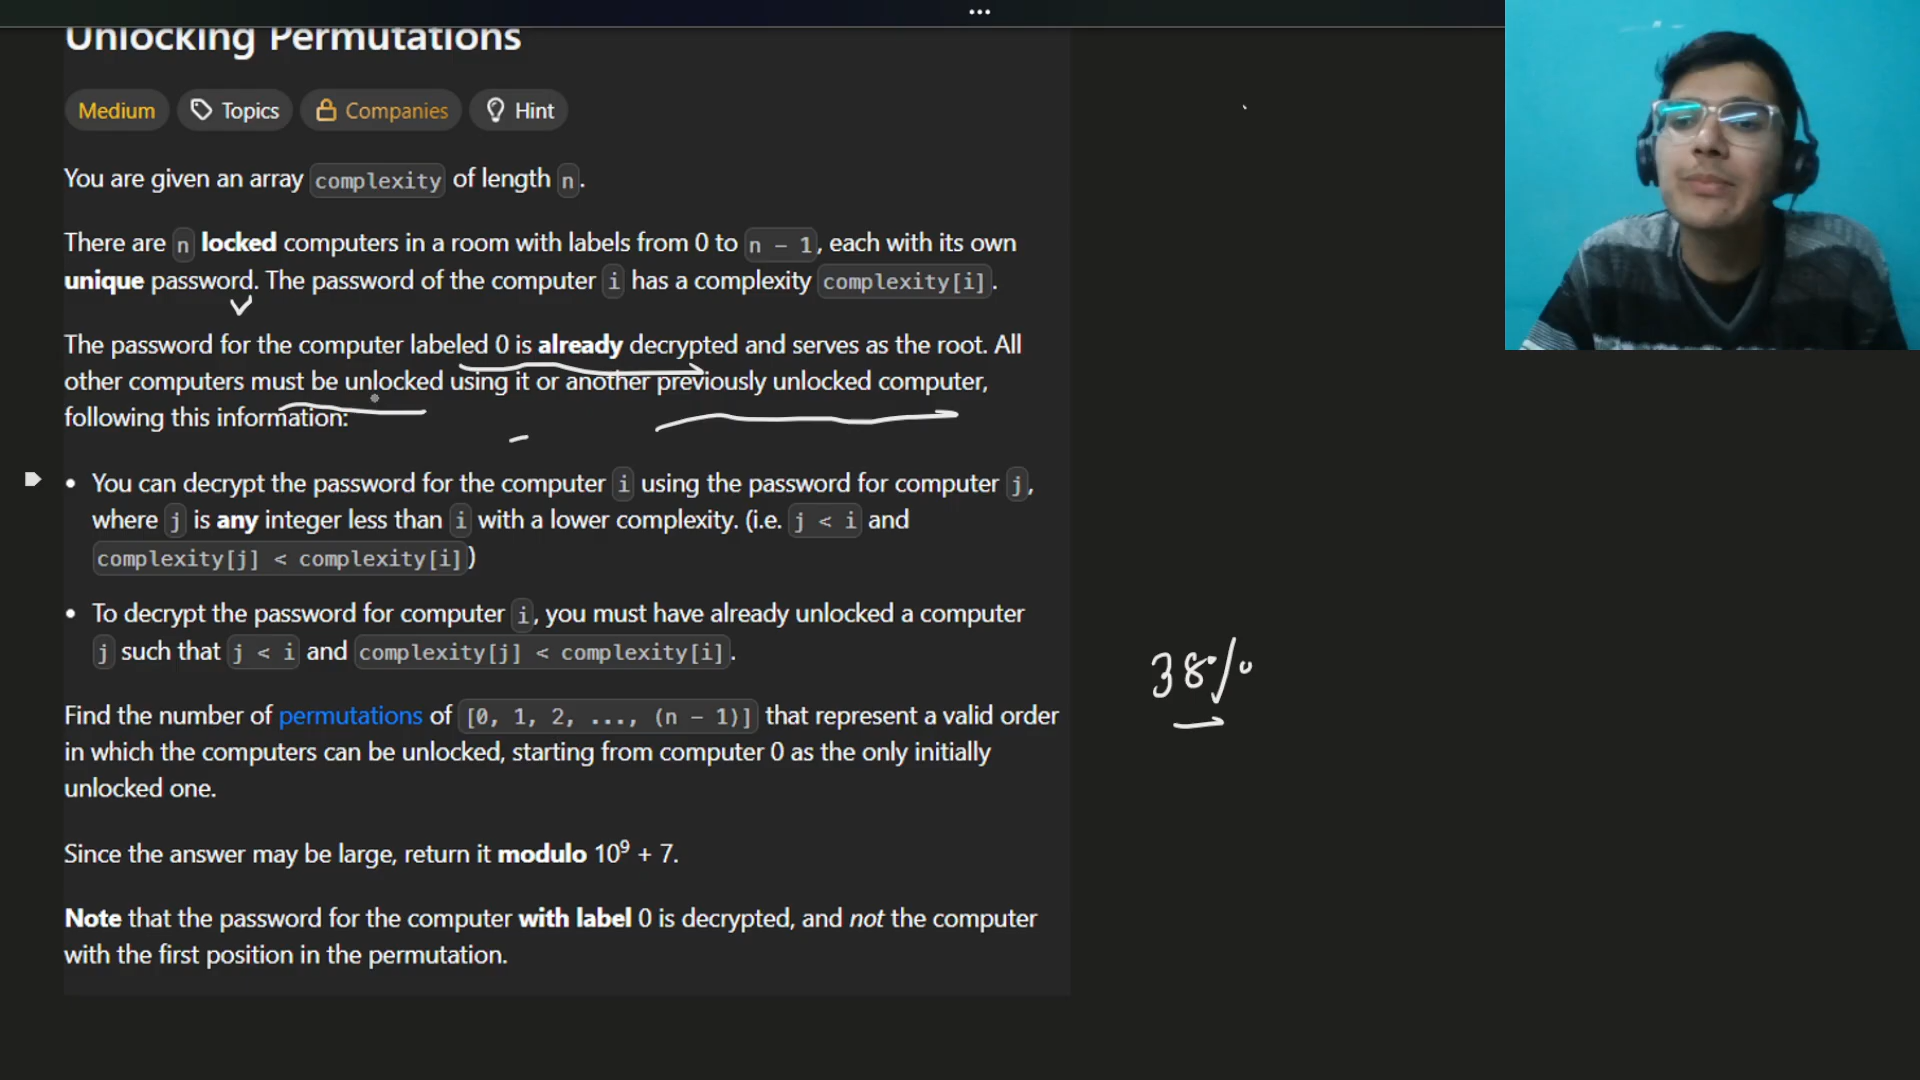 ...
Unlocking Permutations
Medium Topics Companies Hint
You are given an array complexity of length n.
There are n locked computers in a room with labels from 0 to n − 1, each with its own
unique password. The password of the computer i has a complexity complexity[i].
The password for the computer labeled 0 is already decrypted and serves as the root. All
other computers must be unlocked using it or another previously unlocked computer,
following this information:
• You can decrypt the password for the computer i using the password for computer j,
where j is any integer less than i with a lower complexity. (i.e. j < i and
complexity[j] < complexity[i])
• To decrypt the password for computer i, you must have already unlocked a computer
j such that j < i and complexity[j] < complexity[i].
38%
Find the number of permutations of [0, 1, 2, ..., (n − 1)] that represent a valid order
in which the computers can be unlocked, starting from computer 0 as the only initially
unlocked one.
Since the answer may be large, return it modulo 10⁹ + 7.
Note that the password for the computer with label 0 is decrypted, and not the computer
with the first position in the permutation.